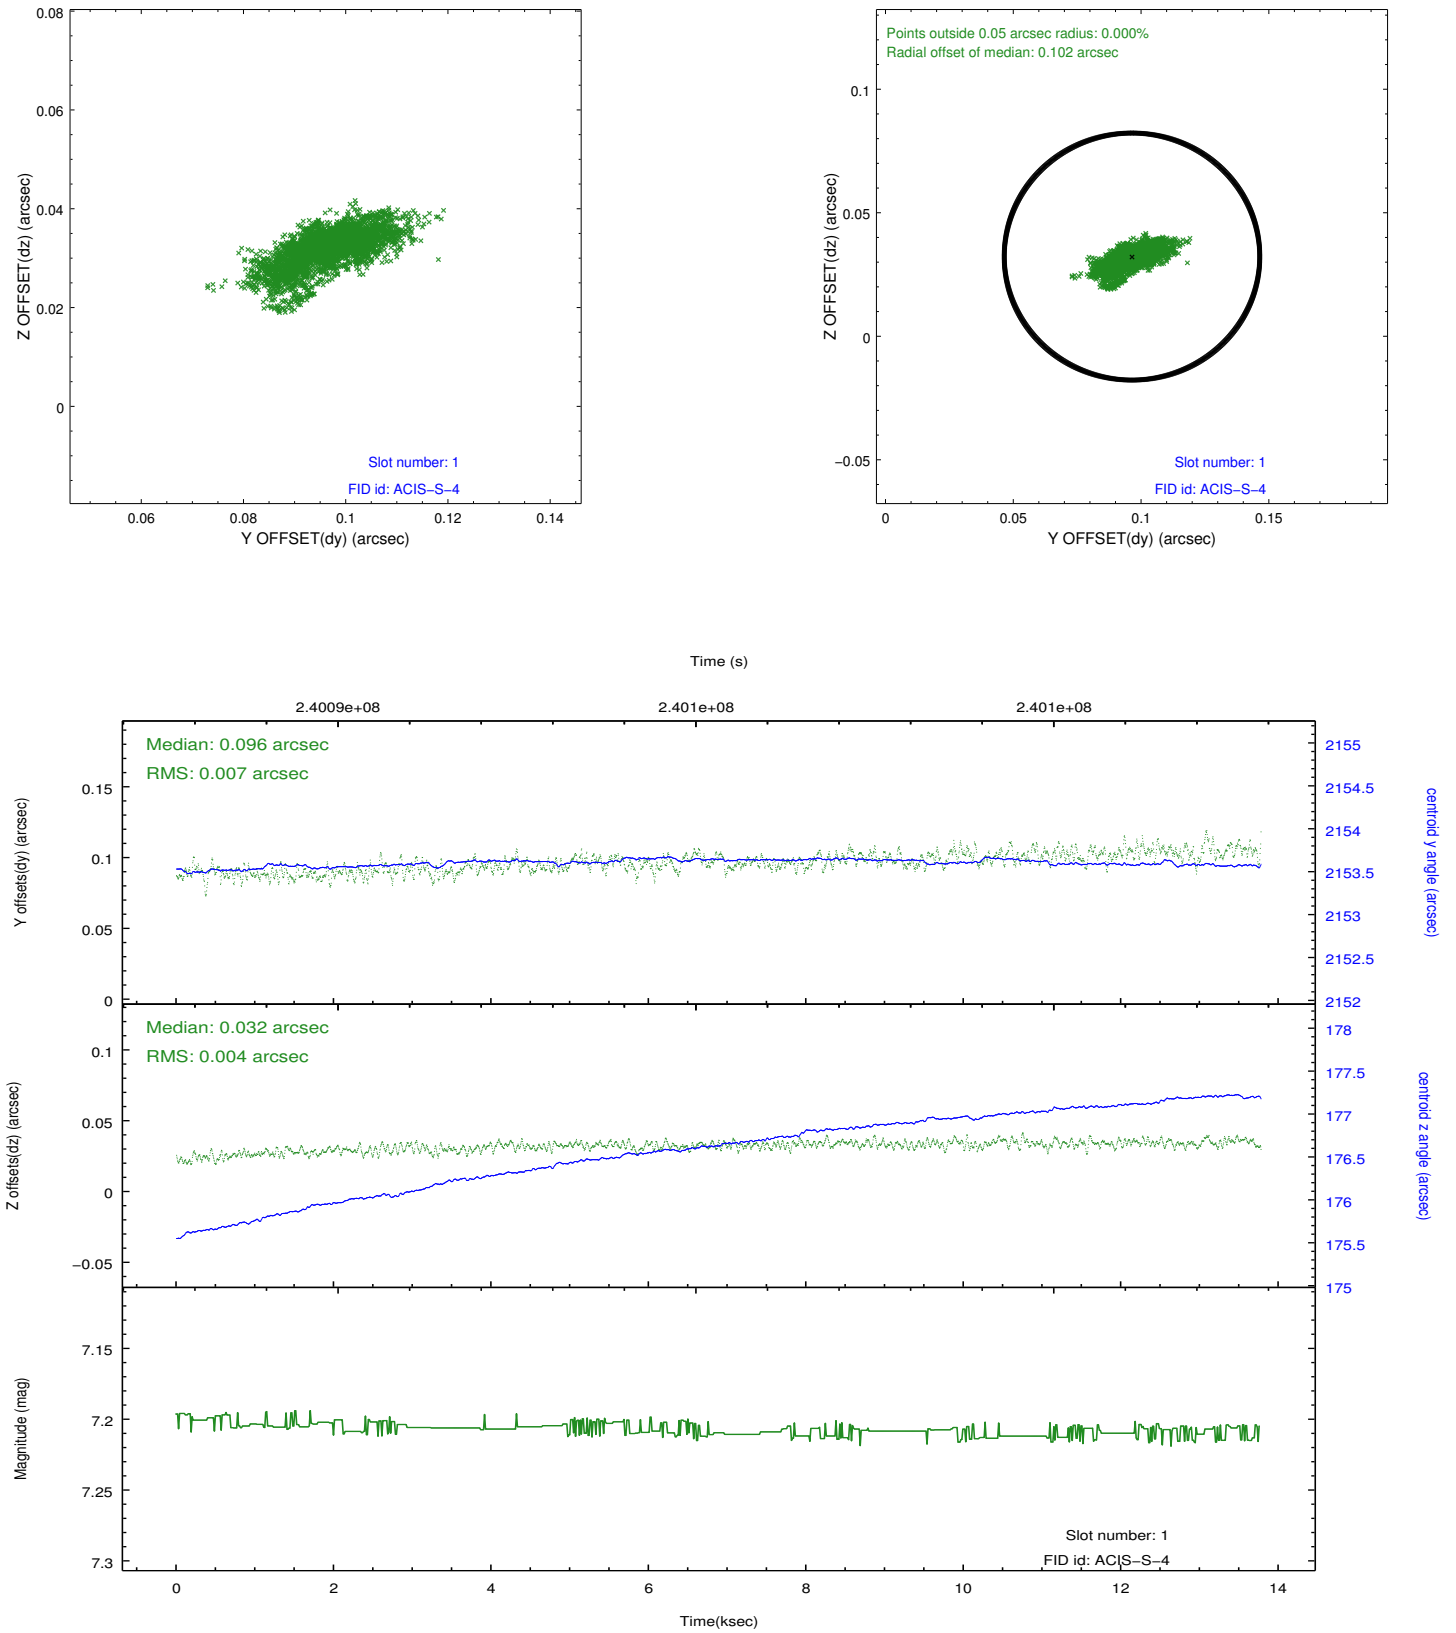 0.08
0.06
0.04
0.02
0
Z OFFSET(dz) (arcsec)
Slot number: 1
FID id: ACIS−S−4
0.06 0.08 0.1 0.12 0.14
Y OFFSET(dy) (arcsec)
Points outside 0.05 arcsec radius: 0.000%
Radial offset of median: 0.102 arcsec
0.1
0.05
0
−0.05
Z OFFSET(dz) (arcsec)
Slot number: 1
FID id: ACIS−S−4
0 0.05 0.1 0.15
Y OFFSET(dy) (arcsec)
Time (s)
2.4009e+08 2.401e+08 2.401e+08
Median: 0.096 arcsec
RMS: 0.007 arcsec
0.15
0.1
0.05
0
Y offsets(dy) (arcsec)
2155
2154.5
2154
2153.5
2153
2152.5
2152
centroid y angle (arcsec)
Median: 0.032 arcsec
RMS: 0.004 arcsec
0.1
0.05
0
−0.05
Z offsets(dz) (arcsec)
178
177.5
177
176.5
176
175.5
175
centroid z angle (arcsec)
7.15
7.2
7.25
7.3
Magnitude (mag)
Slot number: 1
FID id: ACIS−S−4
0 2 4 6 8 10 12 14
Time(ksec)